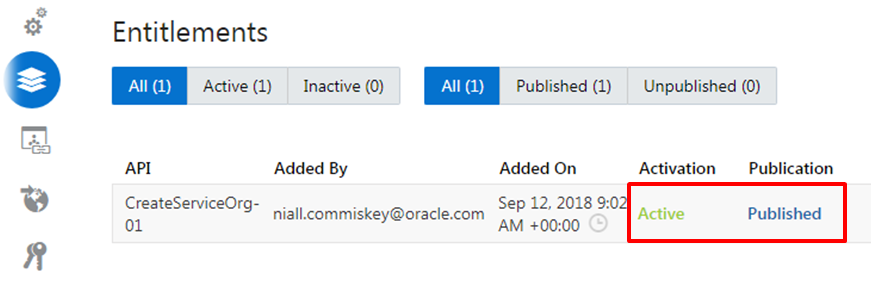 Entitlements
All (1) Active (1) Inactive (0) All (1) Published (1) Unpublished (0)
API Added By Added On Activation Publication
CreateServiceOrg- Sep 12, 2018 9:02
niall.commiskey@oracle.com Active Published
01 AM +00:00